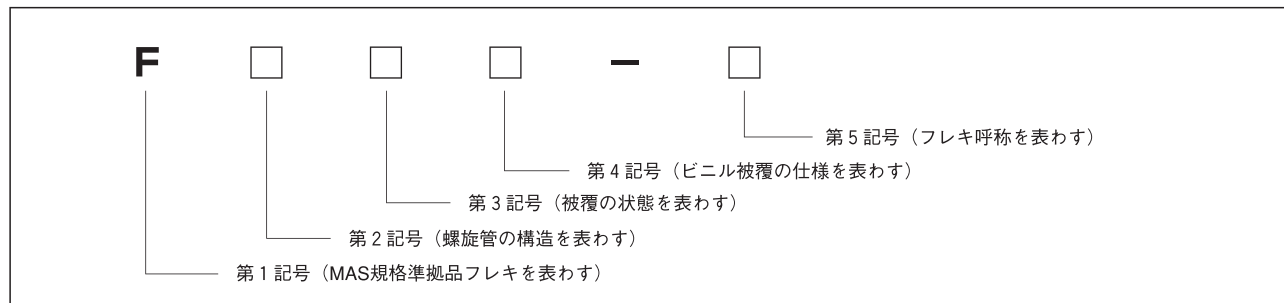 F □ □ □ － □
第5記号（フレキ呼称を表わす）
第4記号（ビニル被覆の仕様を表わす）
第3記号（被覆の状態を表わす）
第2記号（螺旋管の構造を表わす）
第1記号（MAS規格準拠品フレキを表わす）